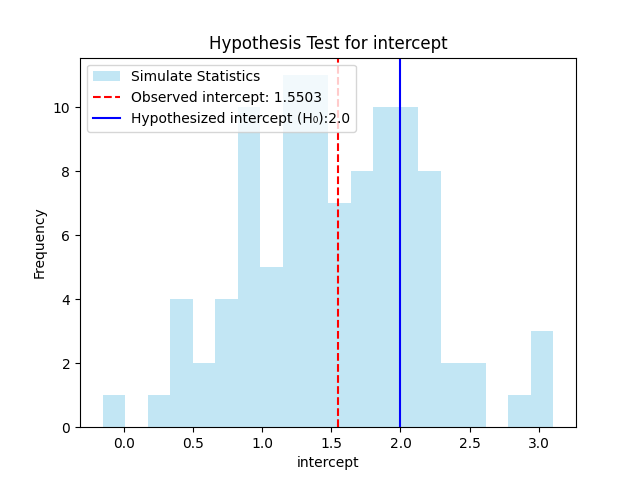 Hypothesis Test for intercept
Simulate Statistics
Observed intercept: 1.5503
Hypothesized intercept (H₀):2.0
10
8
6
4
2
0
Frequency
0.0 0.5 1.0 1.5 2.0 2.5 3.0
intercept